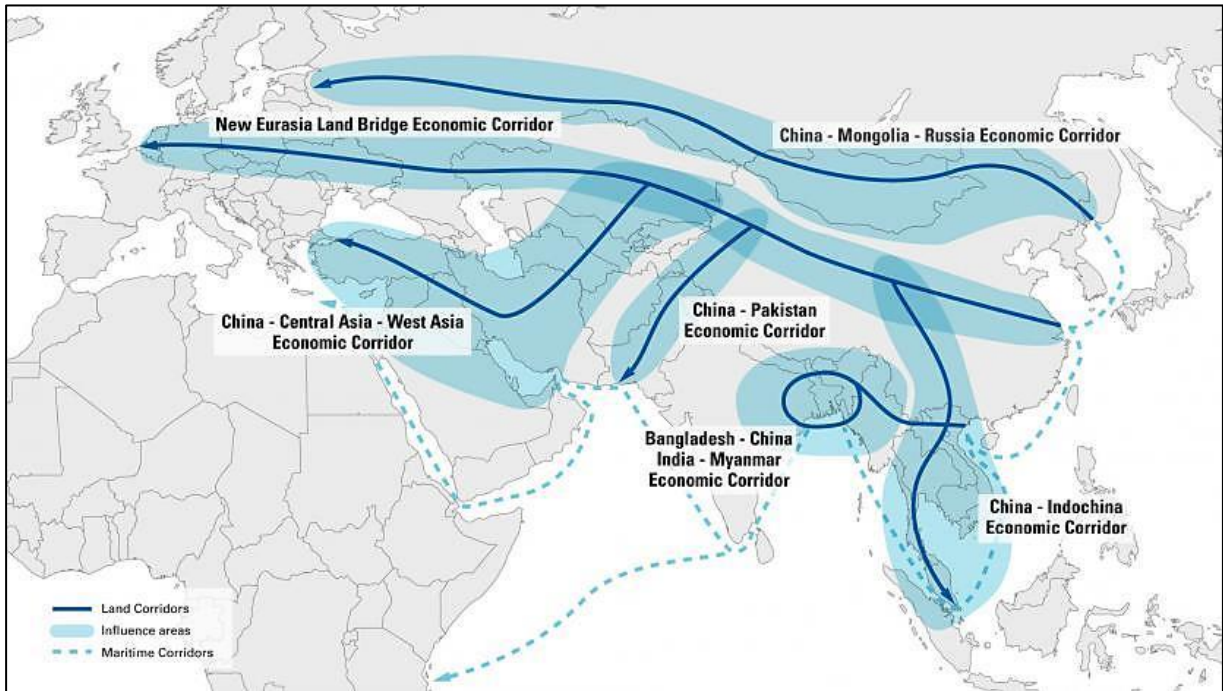 New Eurasia Land Bridge Economic Corridor
China - Mongolia - Russia Economic Corridor
China - Central Asia - West Asia
Economic Corridor
China - Pakistan
Economic Corridor
Bangladesh - China
India - Myanmar
Economic Corridor
China - Indochina
Economic Corridor
Land Corridors
Influence areas
Maritime Corridors